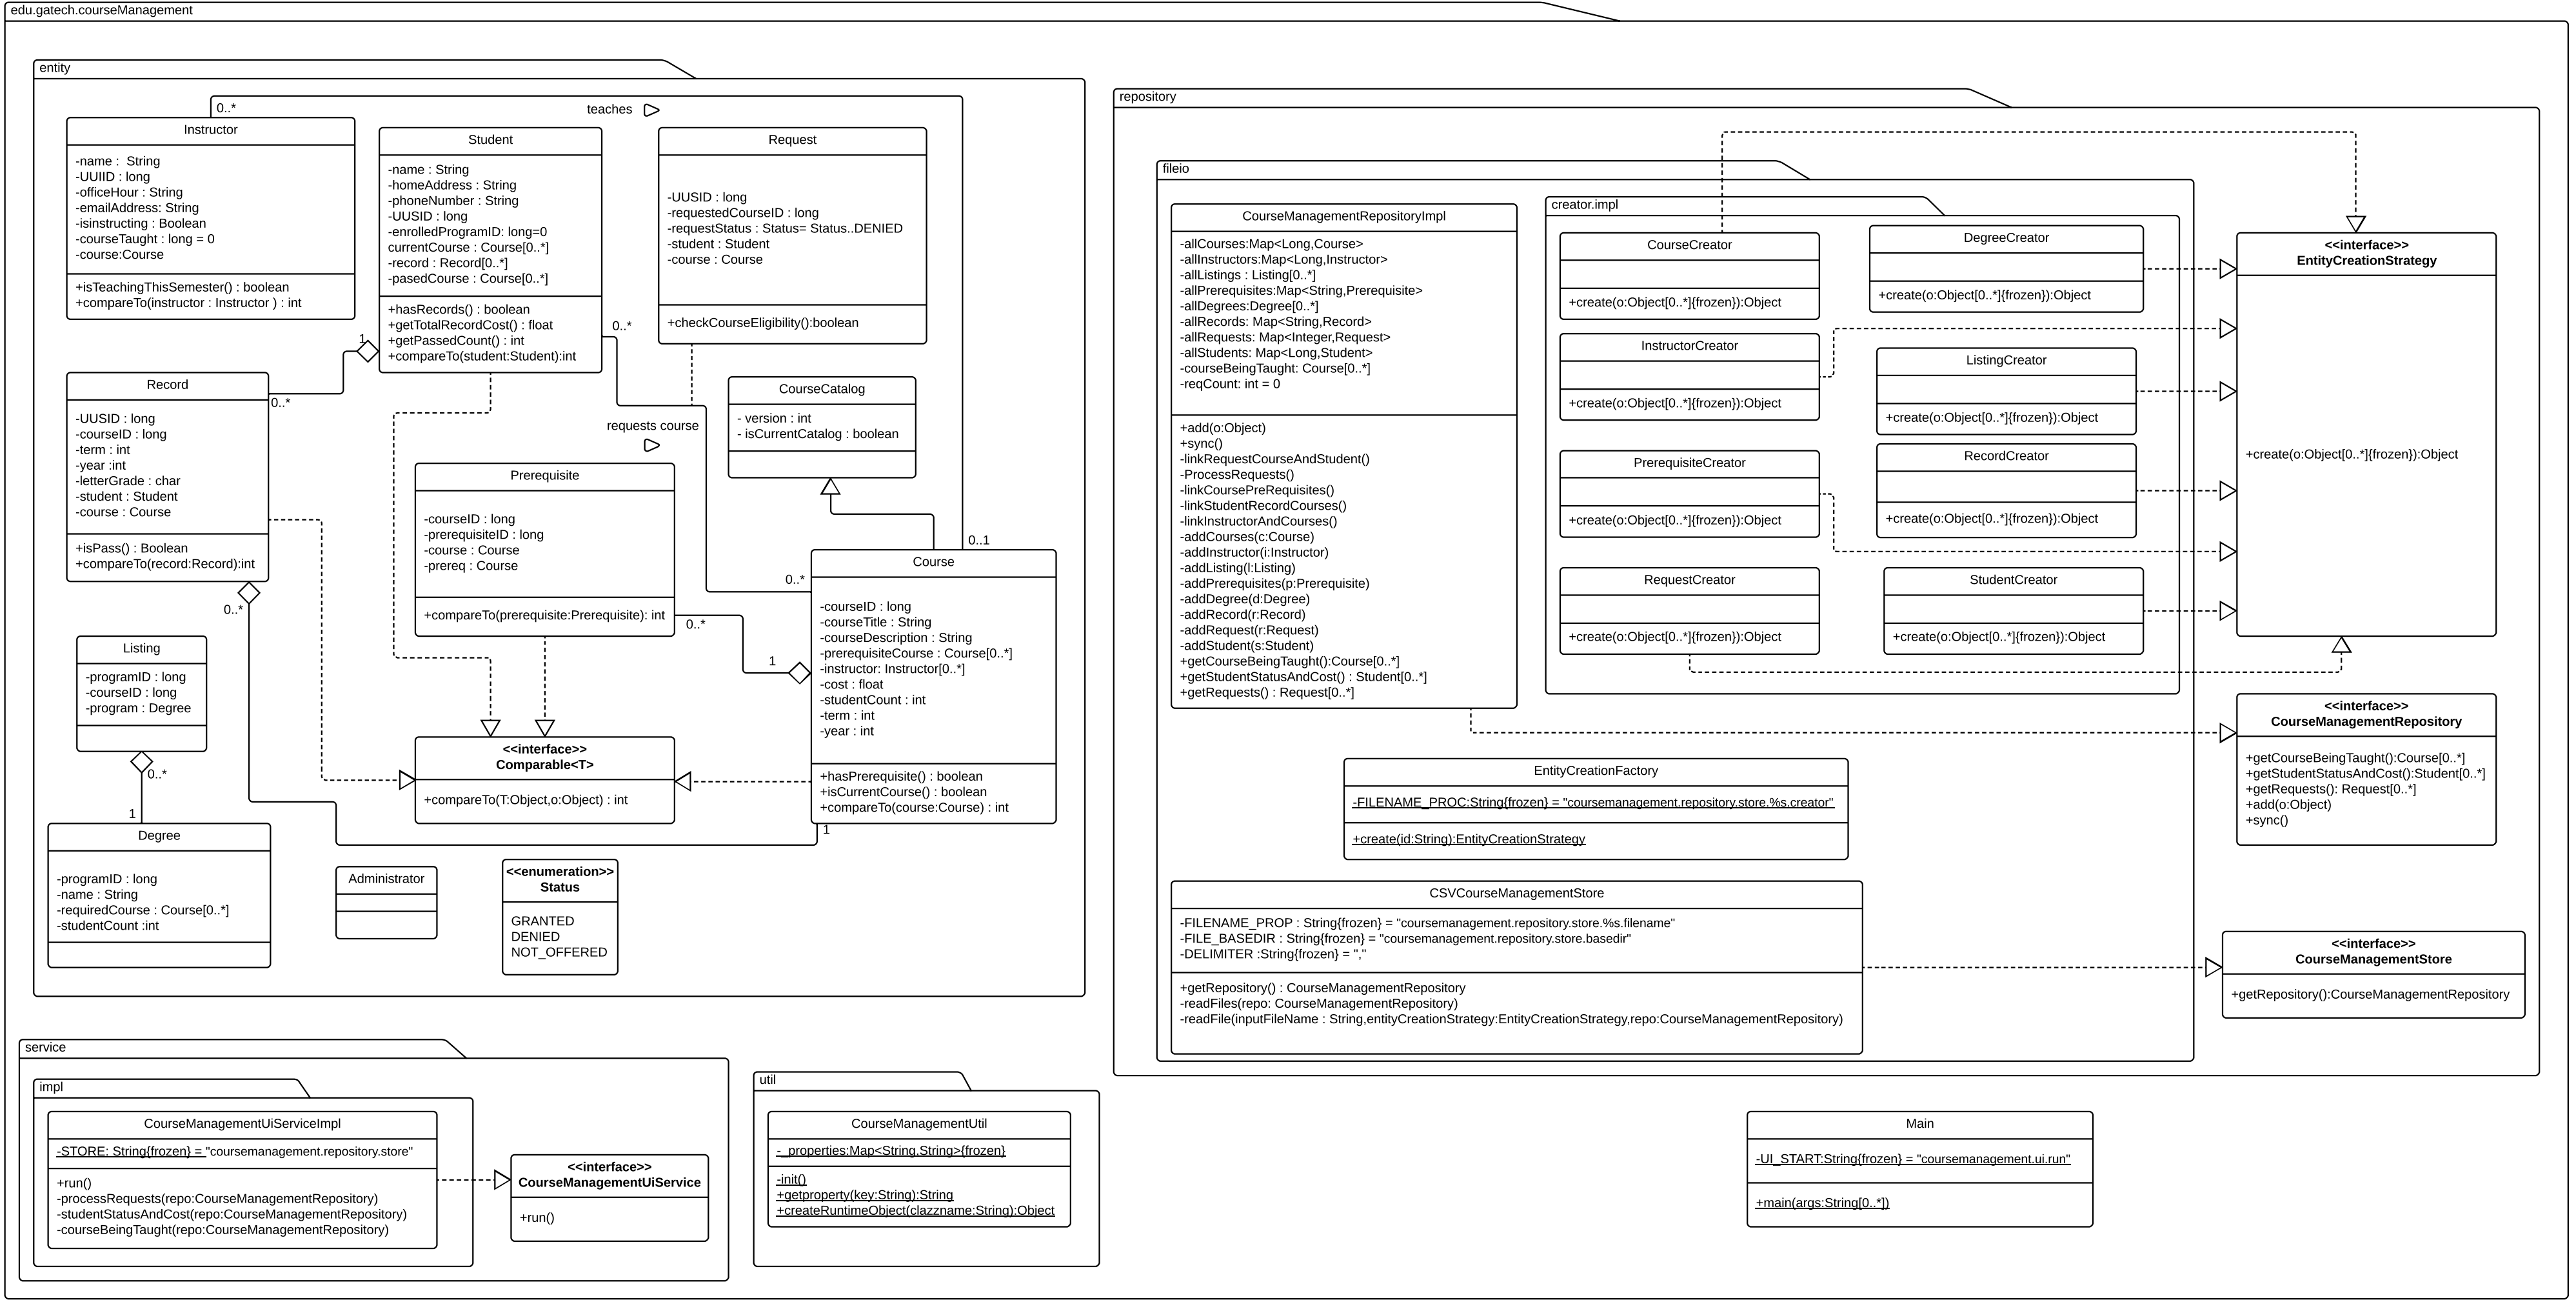 edu.gatech.courseManagement
entity
0..*
teaches
Instructor
-name :  String
-UUIID : long
-officeHour : String
-emailAddress: String
-isinstructing : Boolean
-courseTaught : long = 0
-course:Course
+isTeachingThisSemester() : boolean
+compareTo(instructor : Instructor ) : int
Student
-name : String
-homeAddress : String
-phoneNumber : String
-UUSID : long
-enrolledProgramID: long=0
currentCourse : Course[0..*]
-record : Record[0..*]
-pasedCourse : Course[0..*]
+hasRecords() : boolean
+getTotalRecordCost() : float
+getPassedCount() : int
+compareTo(student:Student):int
Request
-UUSID : long
-requestedCourseID : long
-requestStatus : Status= Status..DENIED
-student : Student
-course : Course
+checkCourseEligibility():boolean
0..*
1
0..*
Record
-UUSID : long
-courseID : long
-term : int
-year :int
-letterGrade : char
-student : Student
-course : Course
+isPass() : Boolean
+compareTo(record:Record):int
0..*
CourseCatalog
- version : int
- isCurrentCatalog : boolean
requests course
Prerequisite
-courseID : long
-prerequisiteID : long
-course : Course
-prereq : Course
+compareTo(prerequisite:Prerequisite): int
0..*
1
0..1
0..*
Course
-courseID : long
-courseTitle : String
-courseDescription : String
-prerequisiteCourse : Course[0..*]
-instructor: Instructor[0..*]
-cost : float
-studentCount : int
-term : int
-year : int
+hasPrerequisite() : boolean
+isCurrentCourse() : boolean
+compareTo(course:Course) : int
1
Listing
-programID : long
-courseID : long
-program : Degree
0..*
1
<<interface>>
Comparable<T>
+compareTo(T:Object,o:Object) : int
Degree
-programID : long
-name : String
-requiredCourse : Course[0..*]
-studentCount :int
Administrator
<<enumeration>>
Status
GRANTED
DENIED
NOT_OFFERED
repository
fileio
CourseManagementRepositoryImpl
-allCourses:Map<Long,Course>
-allInstructors:Map<Long,Instructor>
-allListings : Listing[0..*]
-allPrerequisites:Map<String,Prerequisite>
-allDegrees:Degree[0..*]
-allRecords: Map<String,Record>
-allRequests: Map<Integer,Request>
-allStudents: Map<Long,Student>
-courseBeingTaught: Course[0..*]
-reqCount: int = 0
+add(o:Object)
+sync()
-linkRequestCourseAndStudent()
-ProcessRequests()
-linkCoursePreRequisites()
-linkStudentRecordCourses()
-linkInstructorAndCourses()
-addCourses(c:Course)
-addInstructor(i:Instructor)
-addListing(l:Listing)
-addPrerequisites(p:Prerequisite)
-addDegree(d:Degree)
-addRecord(r:Record)
-addRequest(r:Request)
-addStudent(s:Student)
+getCourseBeingTaught():Course[0..*]
+getStudentStatusAndCost() : Student[0..*]
+getRequests() : Request[0..*]
creator.impl
CourseCreator
+create(o:Object[0..*]{frozen}):Object
DegreeCreator
+create(o:Object[0..*]{frozen}):Object
InstructorCreator
+create(o:Object[0..*]{frozen}):Object
ListingCreator
+create(o:Object[0..*]{frozen}):Object
PrerequisiteCreator
+create(o:Object[0..*]{frozen}):Object
RecordCreator
+create(o:Object[0..*]{frozen}):Object
RequestCreator
+create(o:Object[0..*]{frozen}):Object
StudentCreator
+create(o:Object[0..*]{frozen}):Object
<<interface>>
EntityCreationStrategy
+create(o:Object[0..*]{frozen}):Object
<<interface>>
CourseManagementRepository
+getCourseBeingTaught():Course[0..*]
+getStudentStatusAndCost():Student[0..*]
+getRequests(): Request[0..*]
+add(o:Object)
+sync()
EntityCreationFactory
-FILENAME_PROC:String{frozen} = "coursemanagement.repository.store.%s.creator"
+create(id:String):EntityCreationStrategy
CSVCourseManagementStore
-FILENAME_PROP : String{frozen} = "coursemanagement.repository.store.%s.filename"
-FILE_BASEDIR : String{frozen} = "coursemanagement.repository.store.basedir"
-DELIMITER :String{frozen} = ","
+getRepository() : CourseManagementRepository
-readFiles(repo: CourseManagementRepository)
-readFile(inputFileName : String,entityCreationStrategy:EntityCreationStrategy,repo:CourseManagementRepository)
<<interface>>
CourseManagementStore
+getRepository():CourseManagementRepository
service
impl
CourseManagementUiServiceImpl
-STORE: String{frozen} = "coursemanagement.repository.store"
+run()
-processRequests(repo:CourseManagementRepository)
-studentStatusAndCost(repo:CourseManagementRepository)
-courseBeingTaught(repo:CourseManagementRepository)
<<interface>>
CourseManagementUiService
+run()
util
CourseManagementUtil
-_properties:Map<String,String>{frozen}
-init()
+getproperty(key:String):String
+createRuntimeObject(clazzname:String):Object
Main
-UI_START:String{frozen} = "coursemanagement.ui.run"
+main(args:String[0..*])